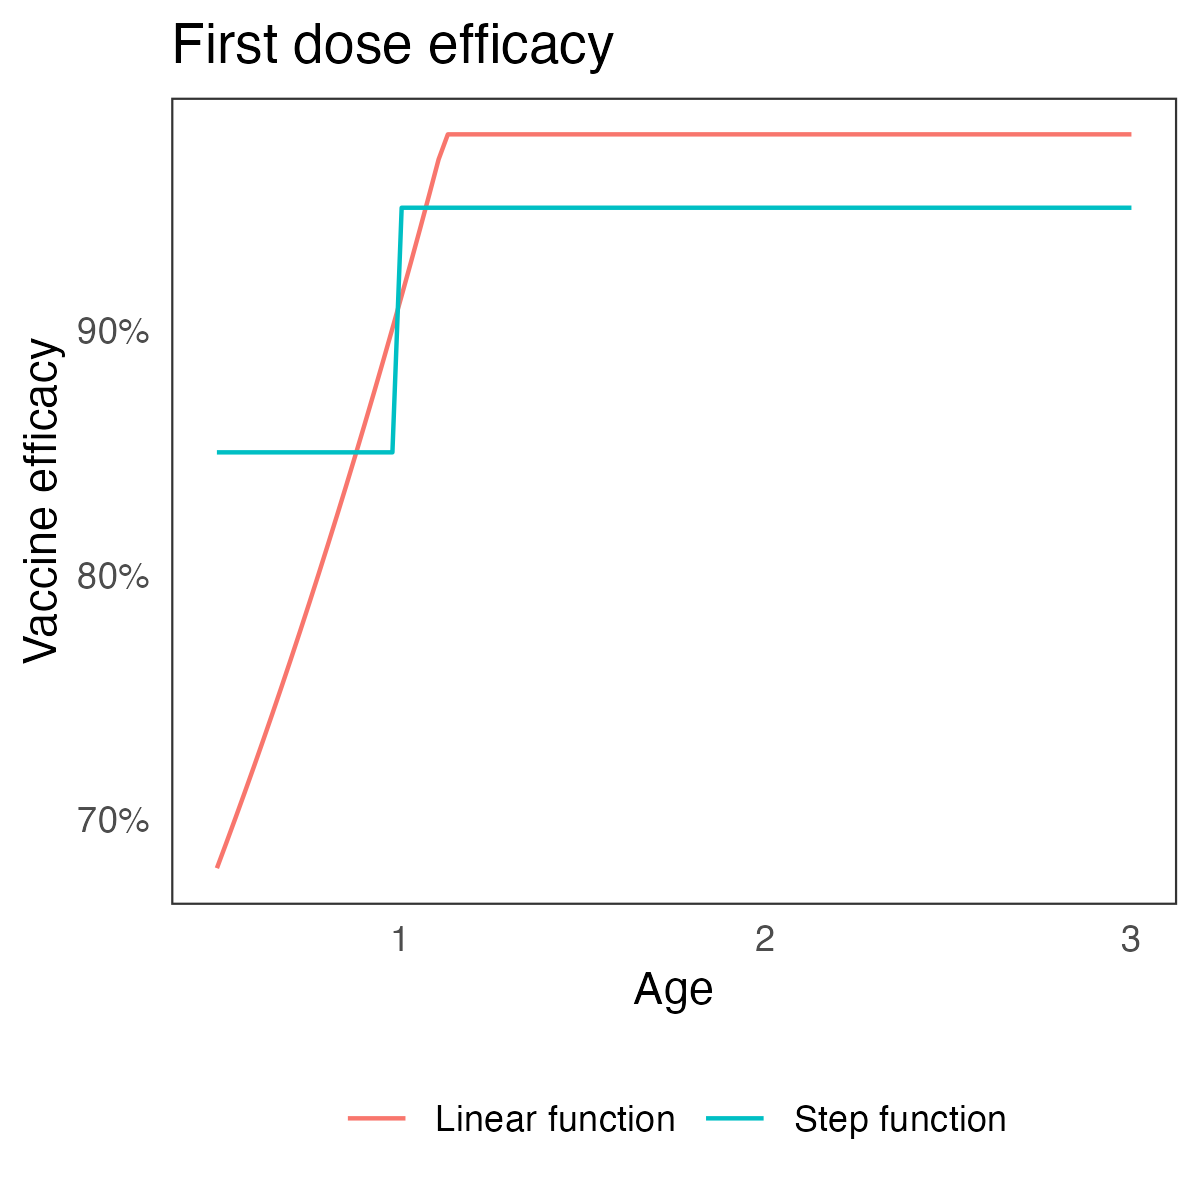 First dose efficacy
Vaccine efficacy
90%
80%
70%
1 2 3
Age
Linear function Step function